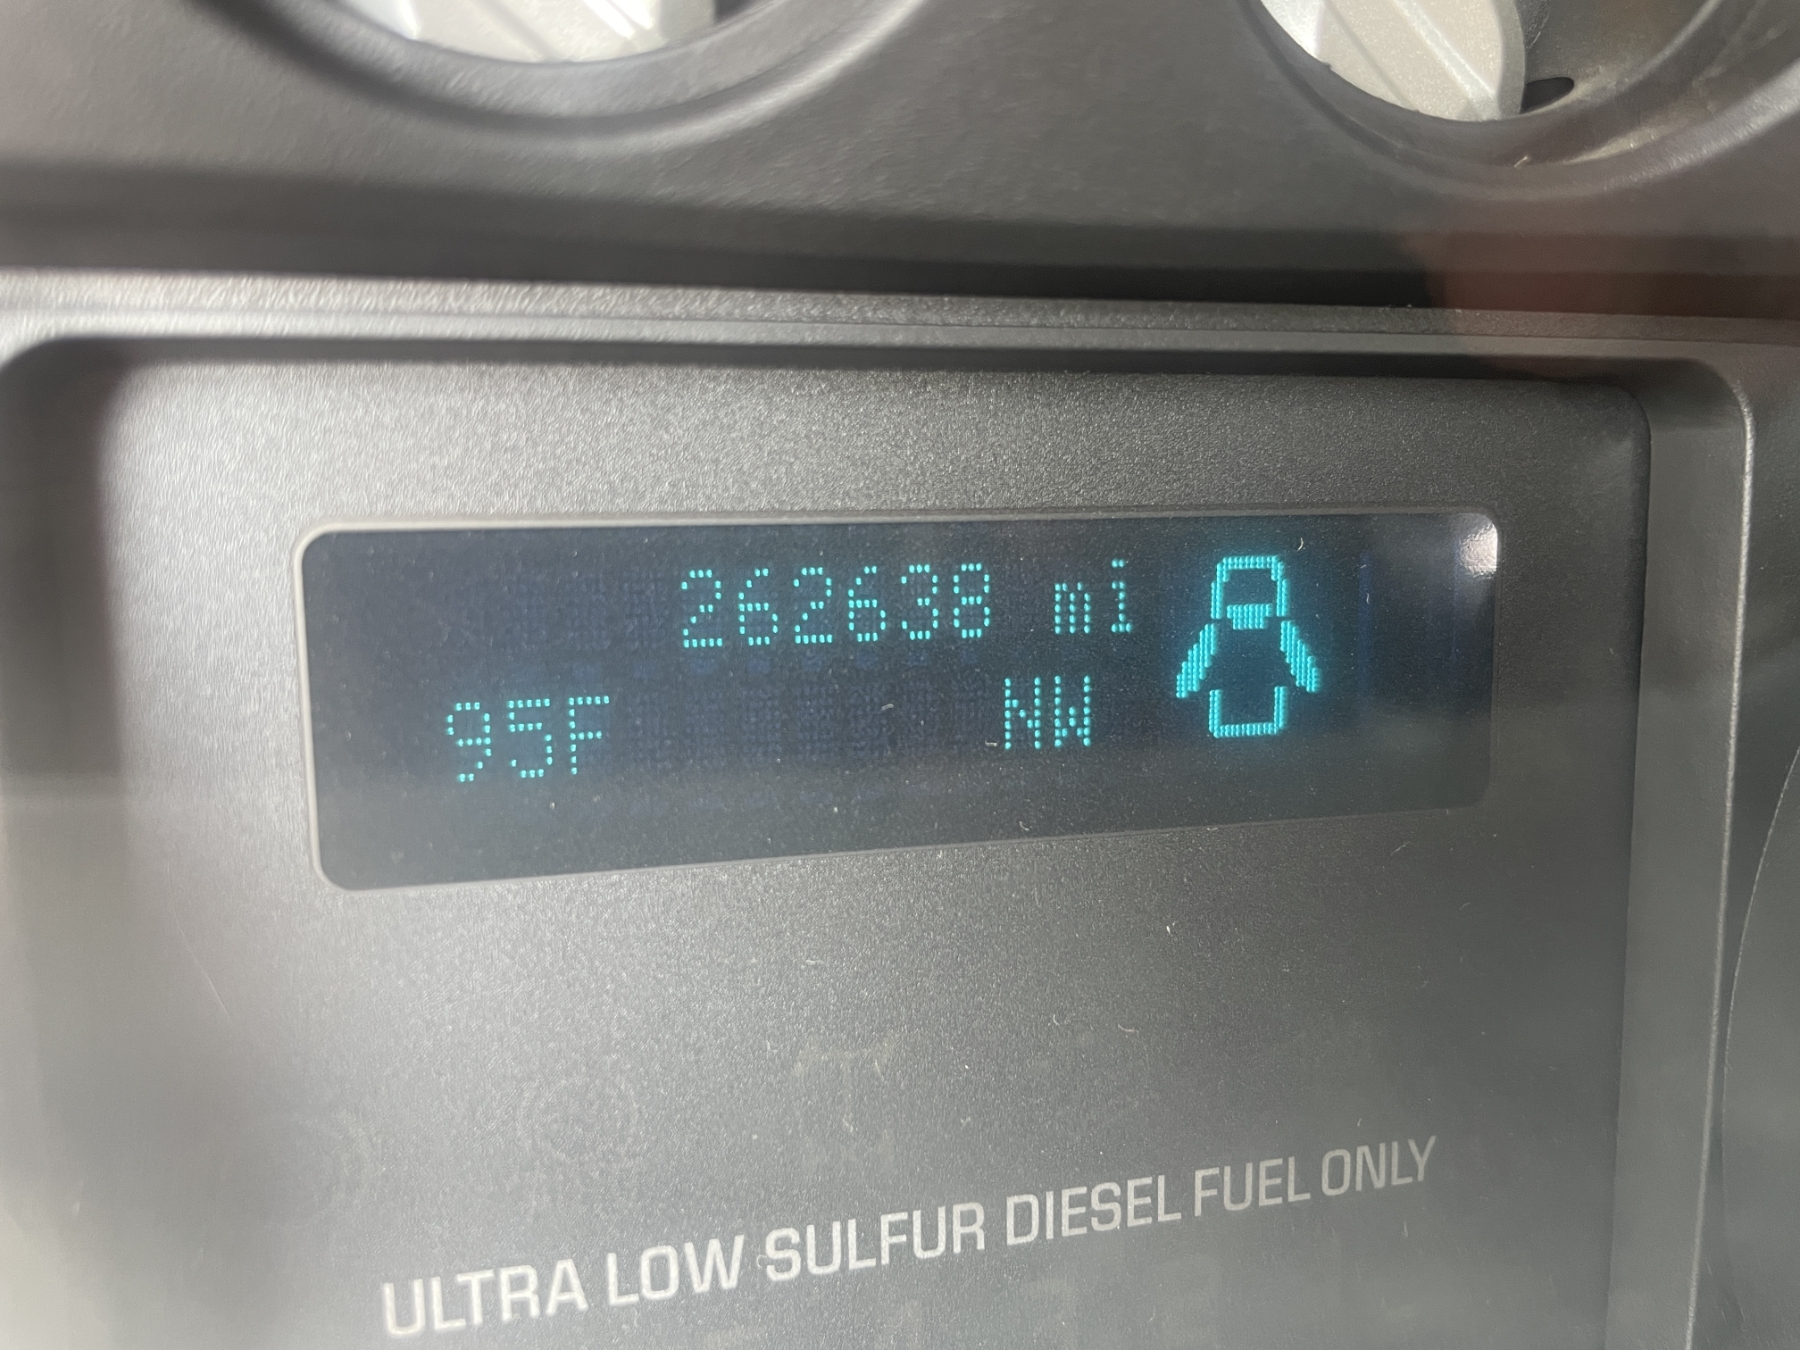 262638 mi
95F NW
ULTRA LOW SULFUR DIESEL FUEL ONLY